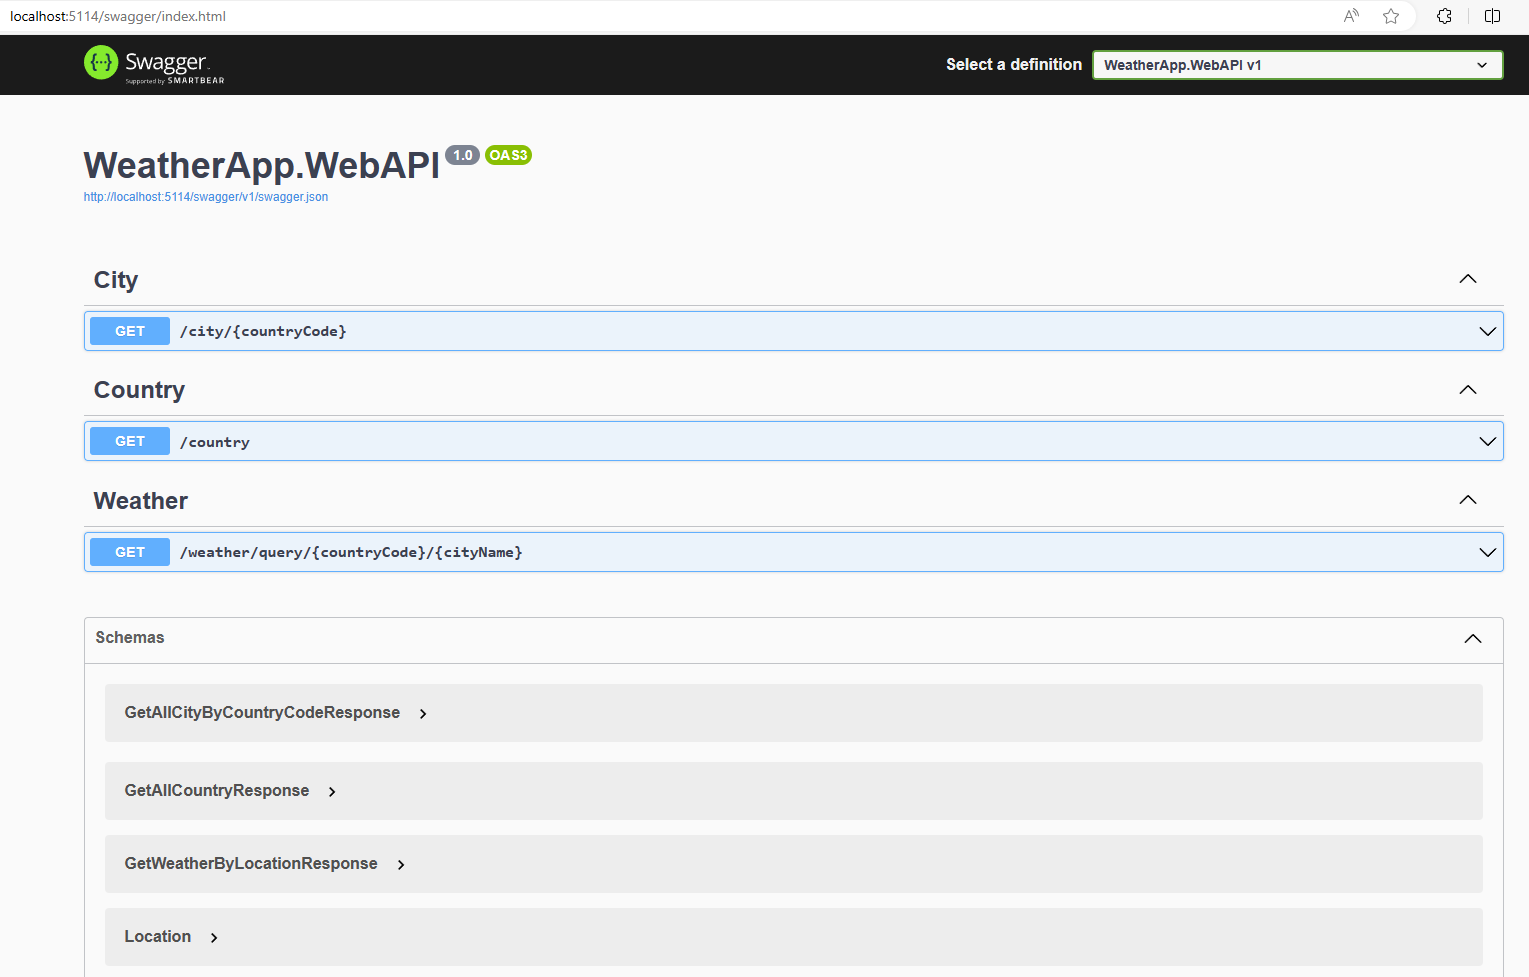 localhost:5114/swagger/index.html
Swagger.
Supported by SMARTBEAR
Select a definition
WeatherApp.WebAPI v1
WeatherApp.WebAPI 1.0 OAS3
http://localhost:5114/swagger/v1/swagger.json
City
GET /city/{countryCode}
Country
GET /country
Weather
GET /weather/query/{countryCode}/{cityName}
Schemas
GetAllCityByCountryCodeResponse
GetAllCountryResponse
GetWeatherByLocationResponse
Location